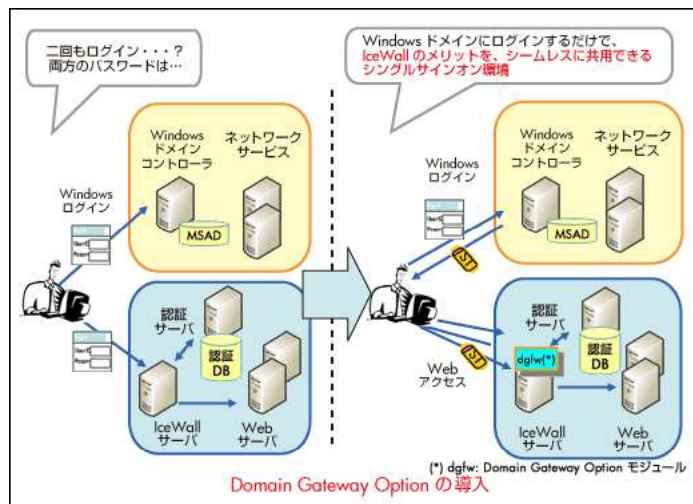 二回もログイン・・・?
両方のパスワードは…
Windows
ドメイン
コントローラ
ネットワーク
サービス
Windows
ログイン
MSAD
認証
サーバ
認証
DB
IceWall
サーバ
Web
サーバ
Windows ドメインにログインするだけで、
IceWall のメリットを、シームレスに共用できる
シングルサインオン環境
Windows
ドメイン
コントローラ
ネットワーク
サービス
Windows
ログイン
MSAD
ST
認証
サーバ
dgfw(*)
認証
DB
ST
Web
アクセス
IceWall
サーバ
Web
サーバ
(*) dgfw: Domain Gateway Option モジュール
Domain Gateway Option の導入